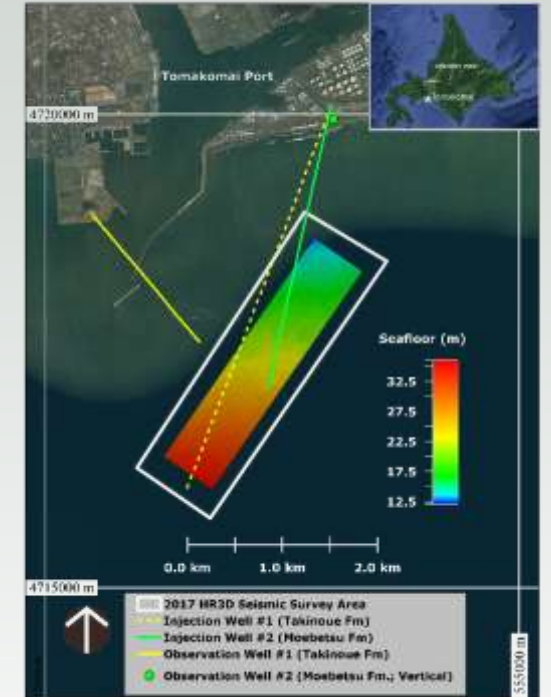 Tomakomai Port
Tomakomai
4720000 m
Seafloor (m)
32.5
27.5
22.5
17.5
12.5
0.0 km
1.0 km
2.0 km
4715000 m
2017 HR3D Seismic Survey Area
Injection Well #1 (Takinoue Fm)
Injection Well #2 (Moebetsu Fm)
Observation Well #1 (Takinoue Fm)
Observation Well #2 (Moebetsu Fm.; Vertical)
555000 m